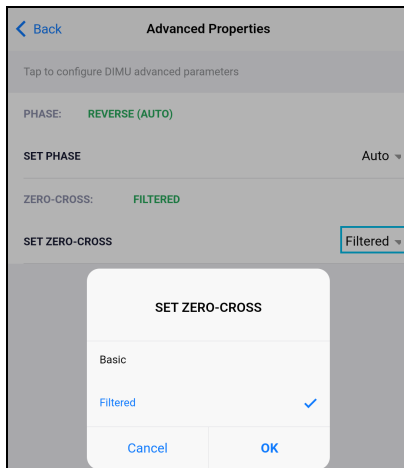 Back Advanced Properties
Tap to configure DIMU advanced parameters
PHASE: REVERSE (AUTO)
SET PHASE Auto
ZERO-CROSS: FILTERED
SET ZERO-CROSS Filtered
SET ZERO-CROSS
Basic
Filtered
Cancel OK